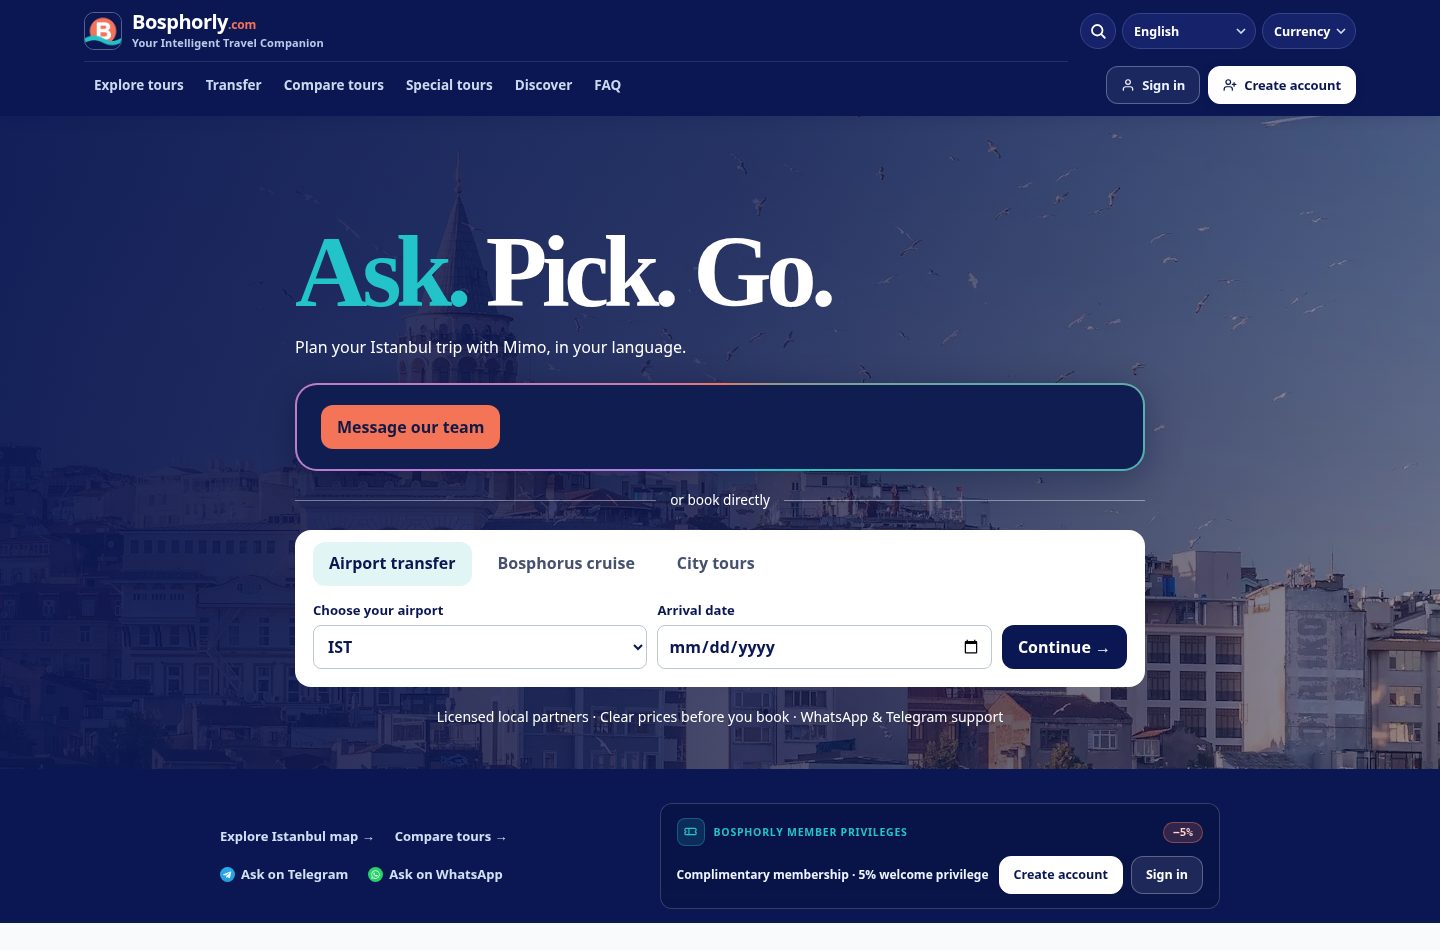 B Bosphorly.com
Your Intelligent Travel Companion
English
Currency
Explore tours
Transfer
Compare tours
Special tours
Discover
FAQ
Sign in
Create account
Ask. Pick. Go.
Plan your Istanbul trip with Mimo, in your language.
Message our team
or book directly
Airport transfer
Bosphorus cruise
City tours
Choose your airport
Arrival date
IST
mm/dd/yyyy
Continue →
Licensed local partners · Clear prices before you book · WhatsApp & Telegram support
Explore Istanbul map →
Compare tours →
Ask on Telegram
Ask on WhatsApp
BOSPHORLY MEMBER PRIVILEGES
−5%
Complimentary membership · 5% welcome privilege
Create account
Sign in